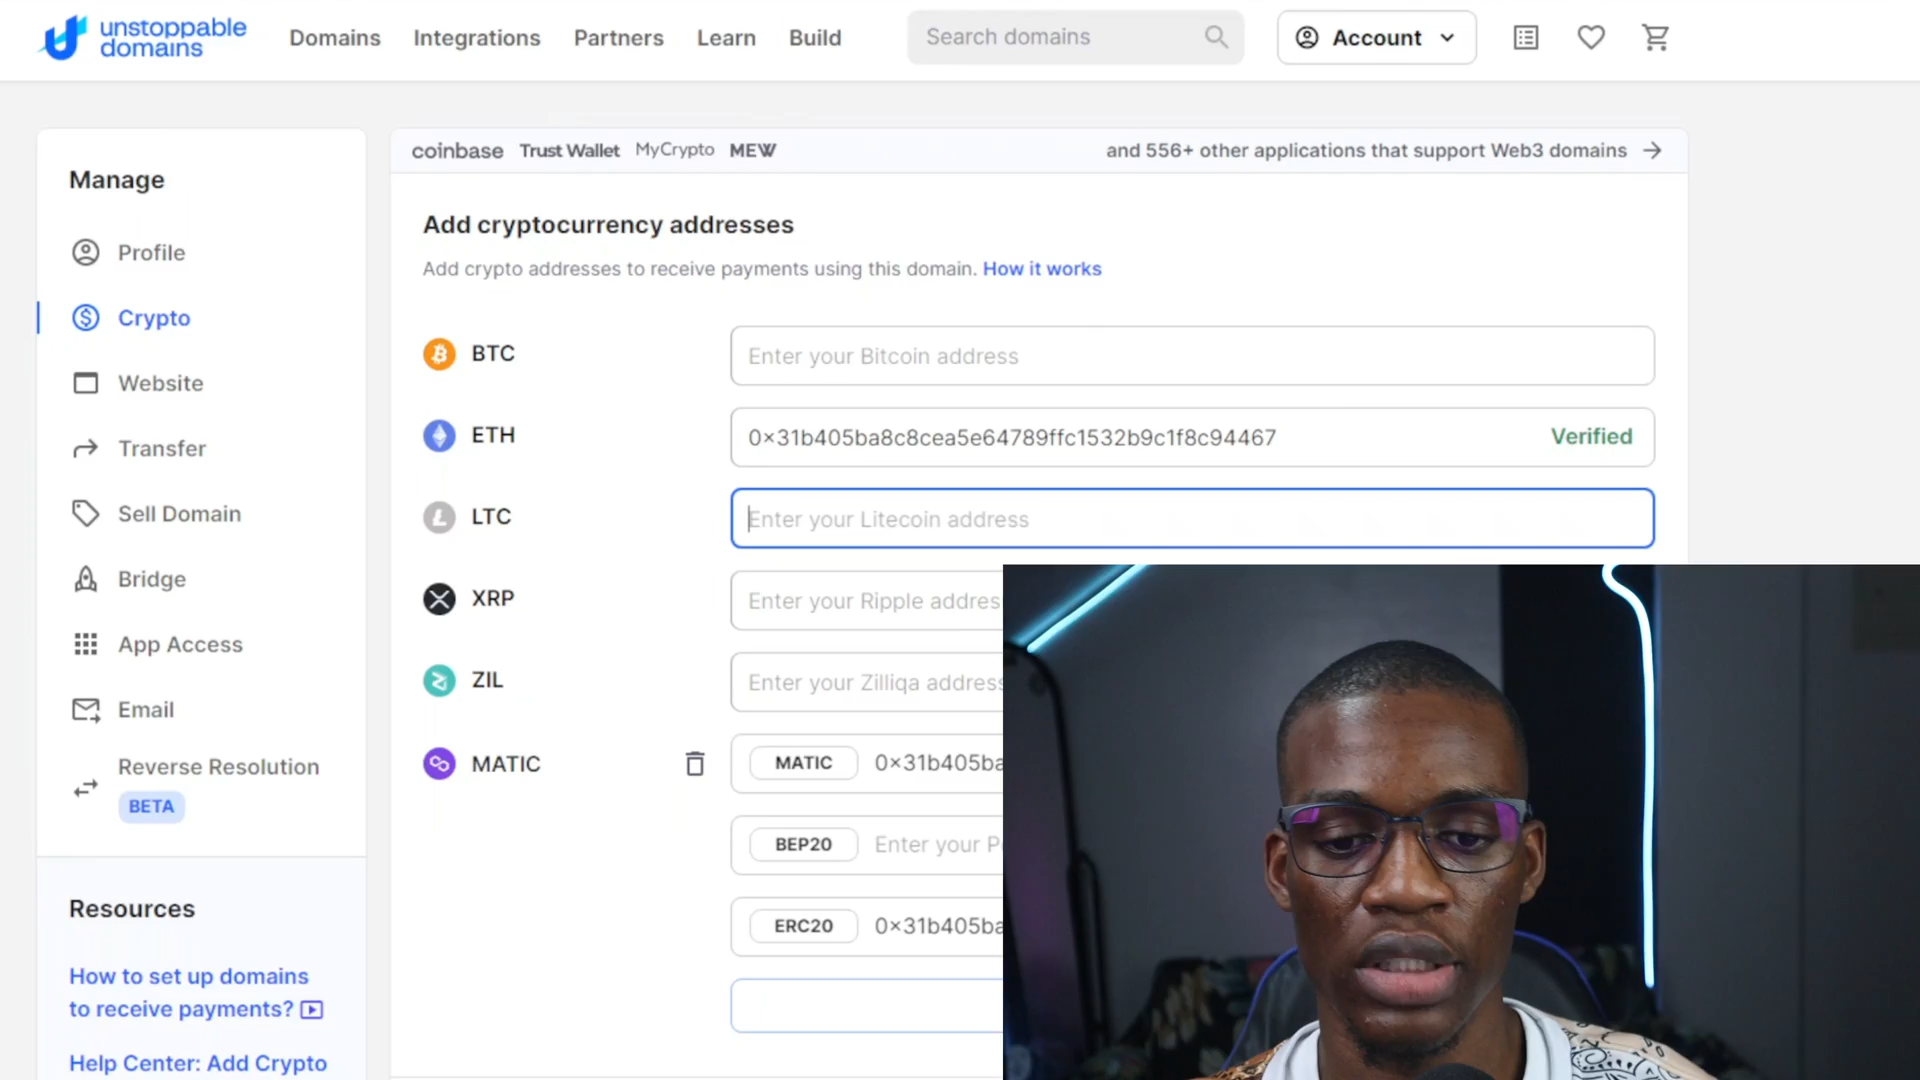 unstoppable domains
Domains Integrations Partners Learn Build Search domains Account
Manage
Profile
Crypto
Website
Transfer
Sell Domain
Bridge
App Access
Email
Reverse Resolution
BETA
Resources
How to set up domains
to receive payments?
Help Center: Add Crypto
coinbase Trust Wallet MyCrypto MEW and 556+ other applications that support Web3 domains
Add cryptocurrency addresses
Add crypto addresses to receive payments using this domain. How it works
BTC Enter your Bitcoin address
ETH 0x31b405ba8c8cea5e64789ffc1532b9c1f8c94467 Verified
LTC Enter your Litecoin address
XRP Enter your Ripple addres
ZIL Enter your Zilliqa address
MATIC MATIC 0x31b405ba
BEP20 Enter your P
ERC20 0x31b405ba